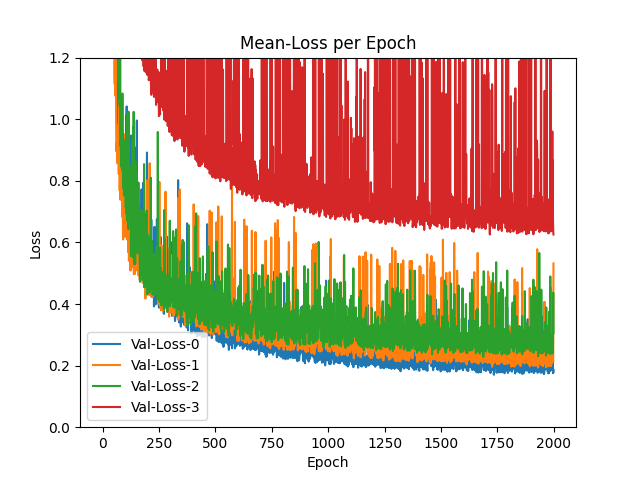 Mean-Loss per Epoch
Loss
1.2
1.0
0.8
0.6
0.4
0.2
0.0
Val-Loss-0
Val-Loss-1
Val-Loss-2
Val-Loss-3
0 250 500 750 1000 1250 1500 1750 2000
Epoch